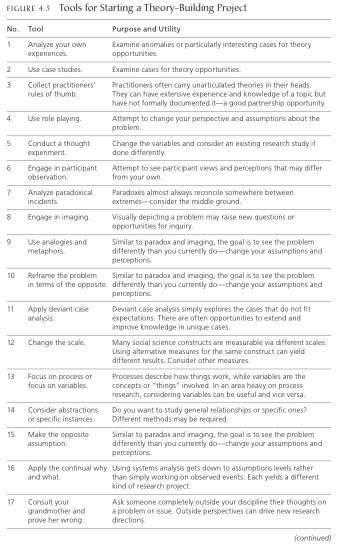 FIGURE 4.3 Tools for Starting a Theory–Building Project
No. Tool Purpose and Utility
1 Analyze your own Examine anomalies or particularly interesting cases for theory
experiences. opportunities.
2 Use case studies. Examine cases for theory opportunities.
3 Collect practitioners' Practitioners often carry unarticulated theories in their heads.
rules of thumb. They can have extensive experience and knowledge of a topic but
have not formally documented it—a good partnership opportunity.
4 Use role playing. Attempt to change your perspective and assumptions about the
problem.
5 Conduct a thought Change the variables and consider an existing research study if
experiment. done differently.
6 Engage in participant Attempt to see participant views and perceptions that may differ
observation. from your own.
7 Analyze paradoxical Paradoxes almost always reconcile somewhere between
incidents. extremes—consider the middle ground.
8 Engage in imaging. Visually depicting a problem may raise new questions or
opportunities for inquiry.
9 Use analogies and Similar to paradox and imaging, the goal is to see the problem
metaphors. differently than you currently do—change your assumptions and
perceptions.
10 Reframe the problem Similar to paradox and imaging, the goal is to see the problem
in terms of the opposite. differently than you currently do—change your assumptions and
perceptions.
11 Apply deviant case Deviant case analysis simply explores the cases that do not fit
analysis. expectations. There are often opportunities to extend and
improve knowledge in unique cases.
12 Change the scale. Many social science constructs are measurable via different scales.
Using alternative measures for the same construct can yield
different results. Consider other measures.
13 Focus on process or Processes describe how things work, while variables are the
focus on variables. concepts or "things" involved. In an area heavy on process
research, considering variables can be useful and vice versa.
14 Consider abstractions Do you want to study general relationships or specific ones?
or specific instances. Different methods may be required.
15 Make the opposite Similar to paradox and imaging, the goal is to see the problem
assumption. differently than you currently do—change your assumptions and
perceptions.
16 Apply the continual why Using systems analysis gets down to assumptions levels rather
and what. than simply working on observed events. Each yields a different
kind of research project.
17 Consult your Ask someone completely outside your discipline their thoughts on
grandmother and a problem or issue. Outside perspectives can drive new research
prove her wrong. directions.
(continued)